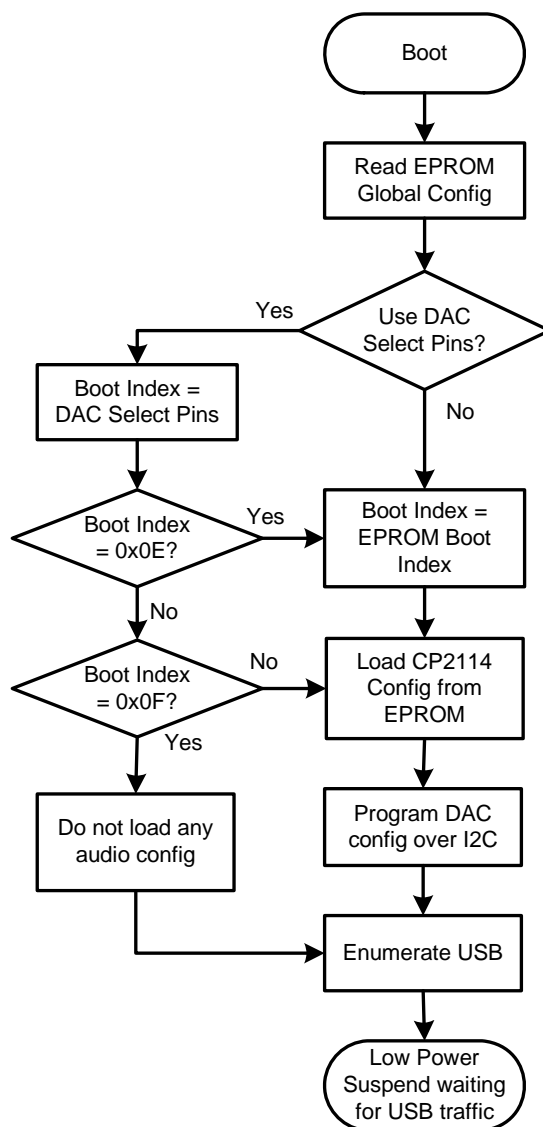 Boot
Read EPROM
Global Config
Yes
Use DAC
Select Pins?
Boot Index =
DAC Select Pins
No
Boot Index
= 0x0E?
Yes
Boot Index =
EPROM Boot
Index
No
Boot Index
= 0x0F?
No
Load CP2114
Config from
EPROM
Yes
Do not load any
audio config
Program DAC
config over I2C
Enumerate USB
Low Power
Suspend waiting
for USB traffic